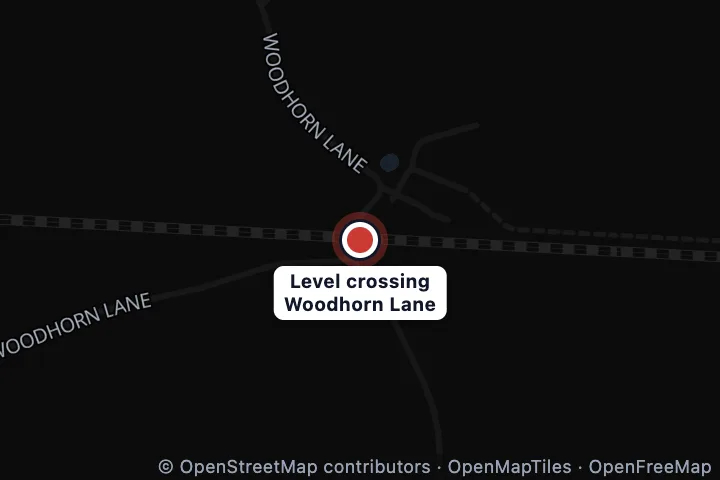 WOODHORN LANE
Level crossing
Woodhorn Lane
WOODHORN LANE
© OpenStreetMap contributors · OpenMapTiles · OpenFreeMap